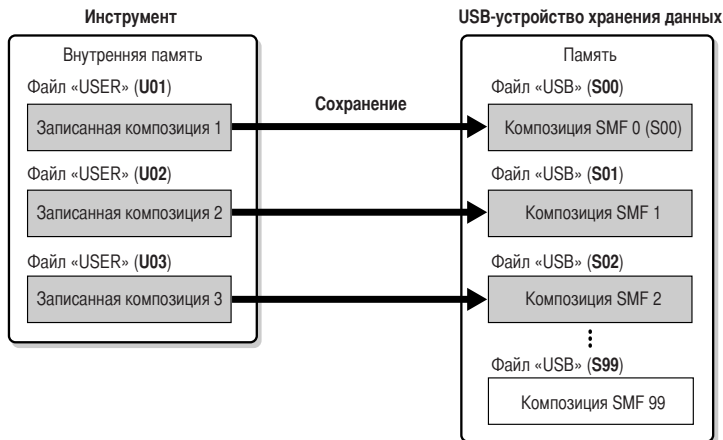 Инструмент
Внутренняя память
Файл «USER» (U01)
Записанная композиция 1
Файл «USER» (U02)
Записанная композиция 2
Файл «USER» (U03)
Записанная композиция 3
Сохранение
USB-устройство хранения данных
Память
Файл «USB» (S00)
Композиция SMF 0 (S00)
Файл «USB» (S01)
Композиция SMF 1
Файл «USB» (S02)
Композиция SMF 2
Файл «USB» (S99)
Композиция SMF 99